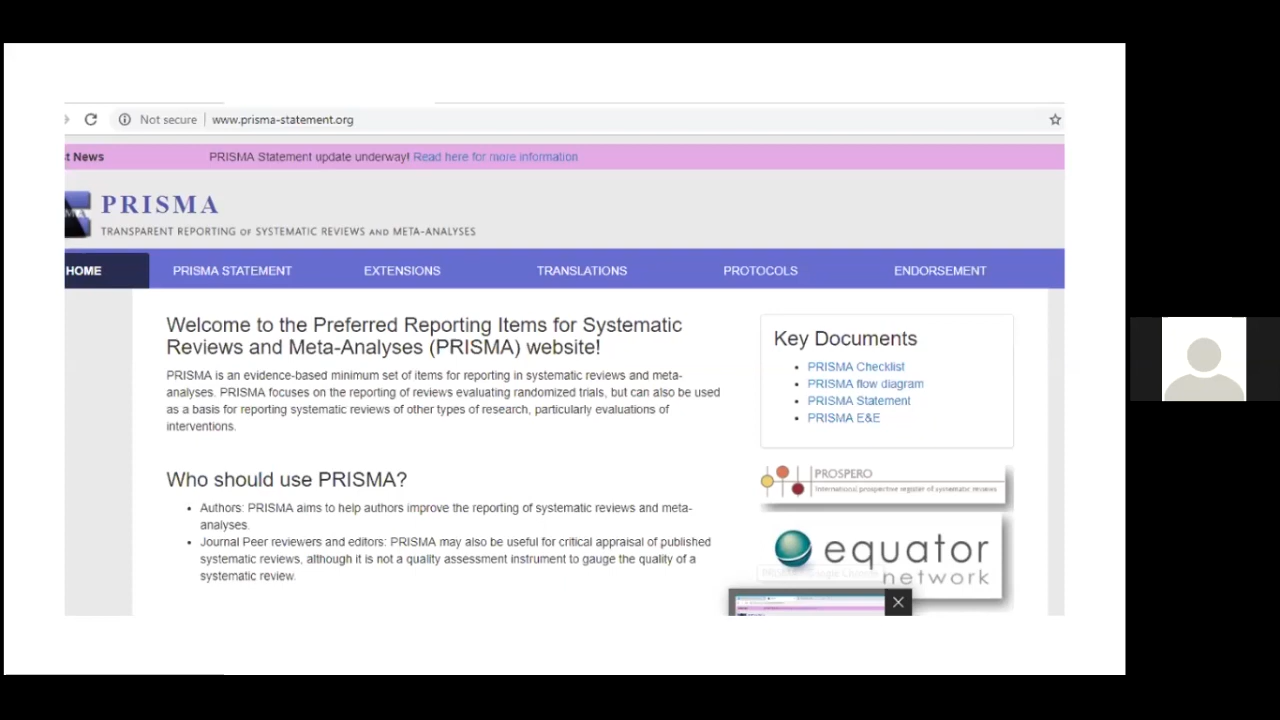 Not secure www.prisma-statement.org
t News PRISMA Statement update underway! Read here for more information
PRISMA
TRANSPARENT REPORTING OF SYSTEMATIC REVIEWS AND META-ANALYSES
HOME PRISMA STATEMENT EXTENSIONS TRANSLATIONS PROTOCOLS ENDORSEMENT
Welcome to the Preferred Reporting Items for Systematic
Reviews and Meta-Analyses (PRISMA) website!
PRISMA is an evidence-based minimum set of items for reporting in systematic reviews and meta-
analyses. PRISMA focuses on the reporting of reviews evaluating randomized trials, but can also be used
as a basis for reporting systematic reviews of other types of research, particularly evaluations of
interventions.
Who should use PRISMA?
• Authors: PRISMA aims to help authors improve the reporting of systematic reviews and meta-
analyses.
• Journal Peer reviewers and editors: PRISMA may also be useful for critical appraisal of published
systematic reviews, although it is not a quality assessment instrument to gauge the quality of a
systematic review.
Key Documents
• PRISMA Checklist
• PRISMA flow diagram
• PRISMA Statement
• PRISMA E&E
PROSPERO
International prospective register of systematic reviews
equator
network